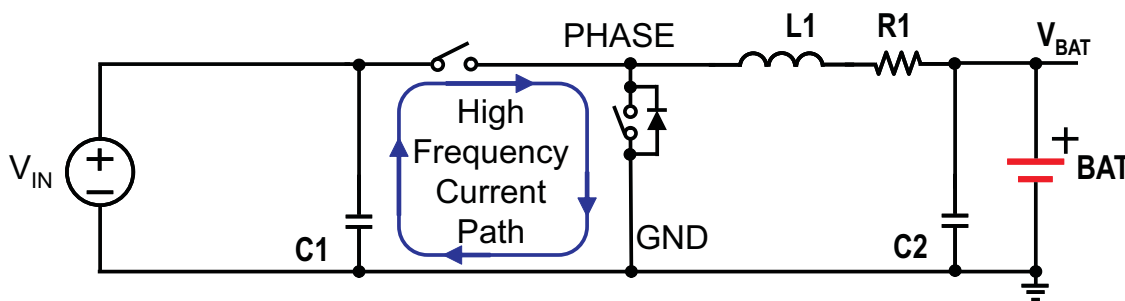 PHASE
L1
R1
VBAT
VIN
+
−
C1
High
Frequency
Current
Path
GND
C2
+
BAT